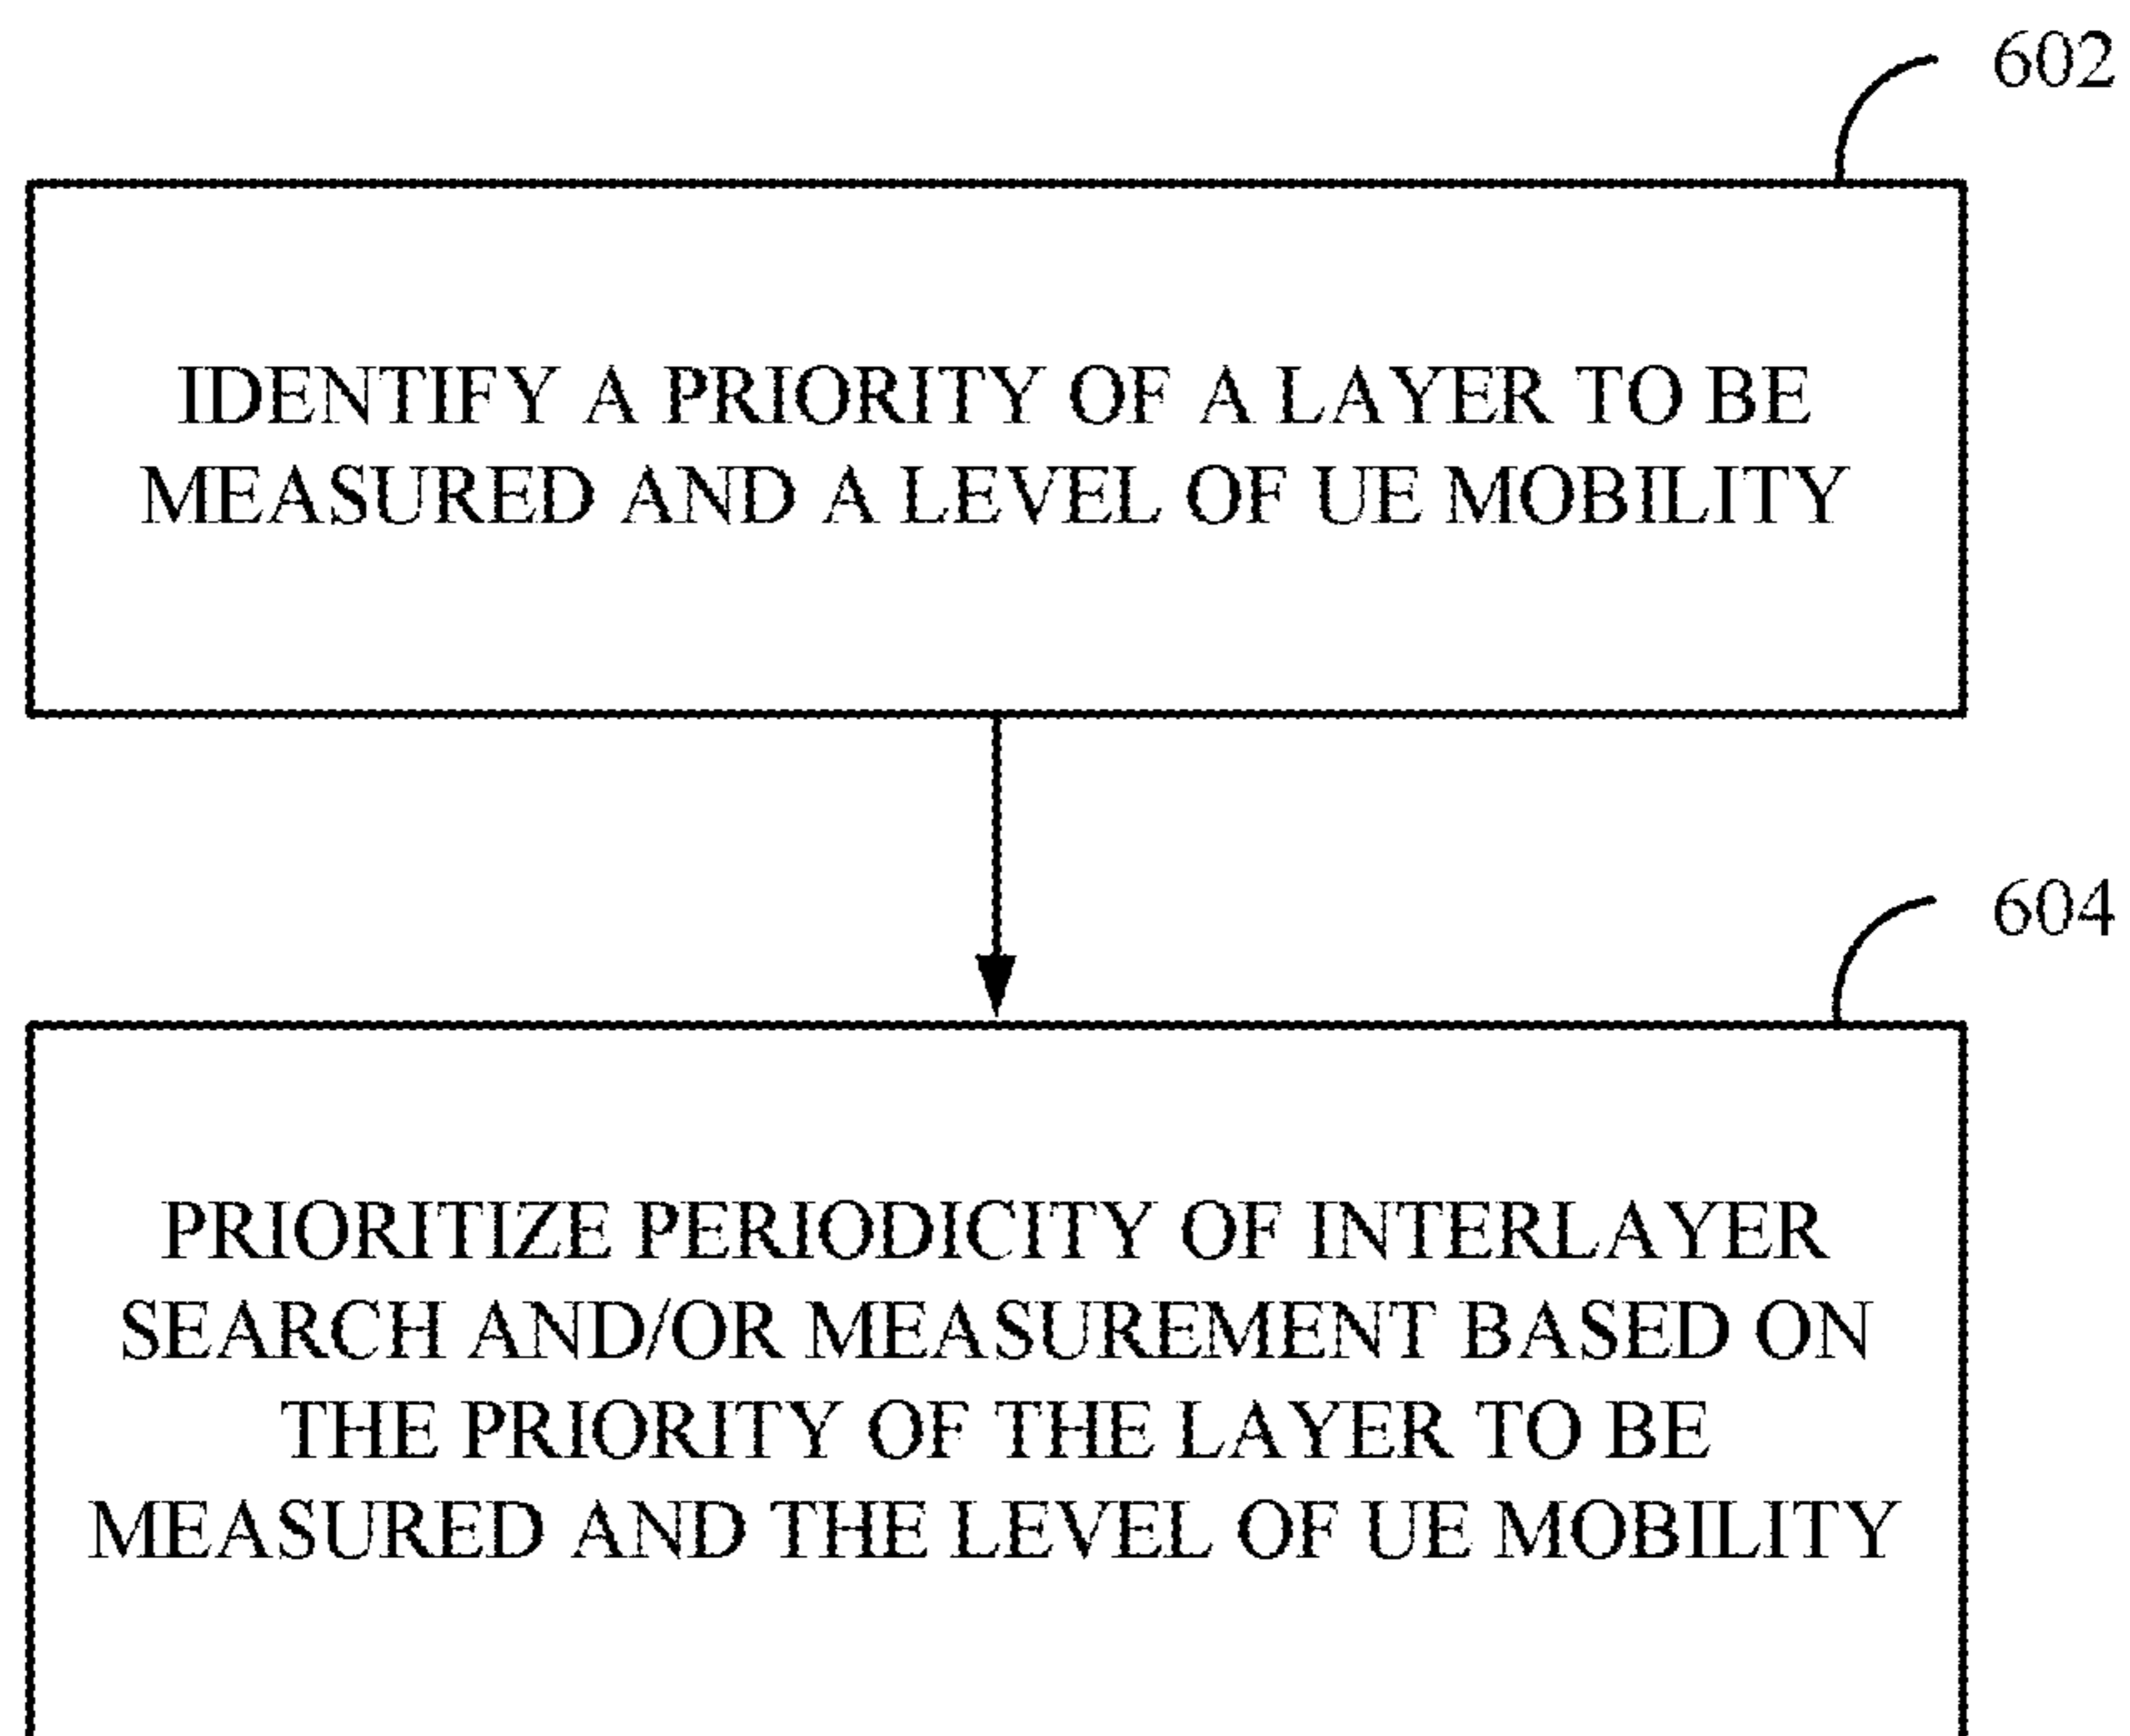 602
IDENTIFY A PRIORITY OF A LAYER TO BE
MEASURED AND A LEVEL OF UE MOBILITY
604
PRIORITIZE PERIODICITY OF INTERLAYER
SEARCH AND/OR MEASUREMENT BASED ON
THE PRIORITY OF THE LAYER TO BE
MEASURED AND THE LEVEL OF UE MOBILITY